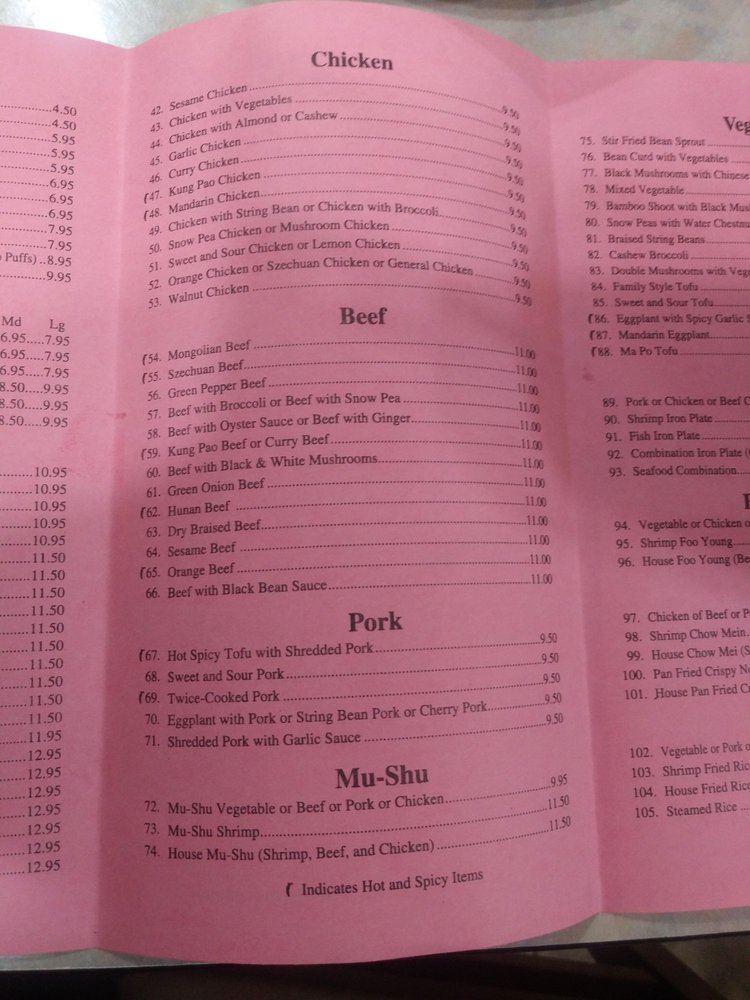 4.50
4.50
5.95
5.95
5.95
6.95
6.95
6.95
7.95
7.95
Puffs) ..8.95
9.95
Md Lg
6.95.....7.95
6.95.....7.95
6.95.....7.95
8.50.....9.95
8.50.....9.95
8.50.....9.95
10.95
10.95
10.95
10.95
10.95
11.50
11.50
11.50
11.50
11.50
11.50
11.50
11.50
11.50
11.50
11.95
12.95
12.95
12.95
12.95
12.95
12.95
12.95
Chicken
42. Sesame Chicken 9.50
43. Chicken with Vegetables 9.50
44. Chicken with Almond or Cashew 9.50
45. Garlic Chicken 9.50
46. Curry Chicken 9.50
(47. Kung Pao Chicken 9.50
(48. Mandarin Chicken 9.50
49. Chicken with String Bean or Chicken with Broccoli 9.50
50. Snow Pea Chicken or Mushroom Chicken 9.50
51. Sweet and Sour Chicken or Lemon Chicken 9.50
52. Orange Chicken or Szechuan Chicken or General Chicken 9.50
53. Walnut Chicken 9.50
Beef
(54. Mongolian Beef 11.00
(55. Szechuan Beef 11.00
56. Green Pepper Beef 11.00
57. Beef with Broccoli or Beef with Snow Pea 11.00
58. Beef with Oyster Sauce or Beef with Ginger 11.00
(59. Kung Pao Beef or Curry Beef 11.00
60. Beef with Black & White Mushrooms 11.00
61. Green Onion Beef 11.00
(62. Hunan Beef 11.00
63. Dry Braised Beef 11.00
64. Sesame Beef 11.00
(65. Orange Beef 11.00
66. Beef with Black Bean Sauce 11.00
Pork
(67. Hot Spicy Tofu with Shredded Pork 9.50
68. Sweet and Sour Pork 9.50
(69. Twice-Cooked Pork 9.50
70. Eggplant with Pork or String Bean Pork or Cherry Pork 9.50
71. Shredded Pork with Garlic Sauce 9.50
Mu-Shu
72. Mu-Shu Vegetable or Beef or Pork or Chicken 9.95
73. Mu-Shu Shrimp 11.50
74. House Mu-Shu (Shrimp, Beef, and Chicken) 11.50
( Indicates Hot and Spicy Items
Veg
75. Stir Fried Bean Sprout
76. Bean Curd with Vegetables
77. Black Mushrooms with Chinese
78. Mixed Vegetable
79. Bamboo Shoot with Black Mus
80. Snow Peas with Water Chestnu
81. Braised String Beans
82. Cashew Broccoli
83. Double Mushrooms with Veg
84. Family Style Tofu
85. Sweet and Sour Tofu
(86. Eggplant with Spicy Garlic S
(87. Mandarin Eggplant
(88. Ma Po Tofu
89. Pork or Chicken or Beef C
90. Shrimp Iron Plate
91. Fish Iron Plate
92. Combination Iron Plate (
93. Seafood Combination
94. Vegetable or Chicken o
95. Shrimp Foo Young
96. House Foo Young (Be
97. Chicken of Beef or P
98. Shrimp Chow Mein
99. House Chow Mei (S
100. Pan Fried Crispy No
101. House Pan Fried C
102. Vegetable or Pork o
103. Shrimp Fried Ric
104. House Fried Rice
105. Steamed Rice